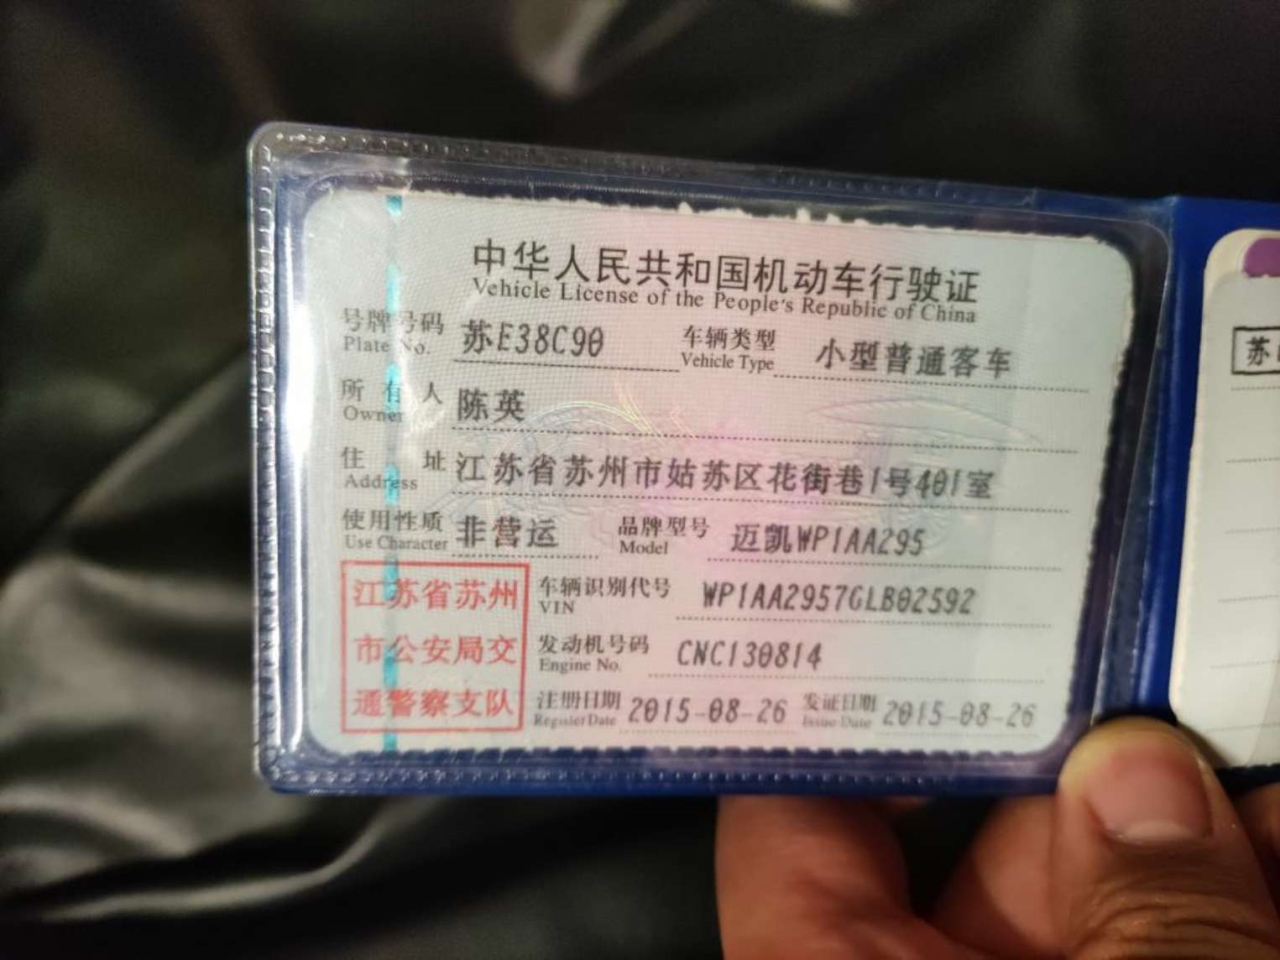 中华人民共和国机动车行驶证
Vehicle License of the People's Republic of China
号牌号码 苏E38C90 车辆类型 小型普通客车
Plate No. Vehicle Type
所有人 陈英
Owner
住址 江苏省苏州市姑苏区花街巷1号401室
Address
使用性质 非营运 品牌型号 迈凯WP1AA295
Use Character Model
江苏省苏州
市公安局交
通警察支队
车辆识别代号 WP1AA2957GLB02592
VIN
发动机号码 CNC130814
Engine No.
注册日期 2015-08-26 发证日期 2015-08-26
Register Date Issue Date
苏